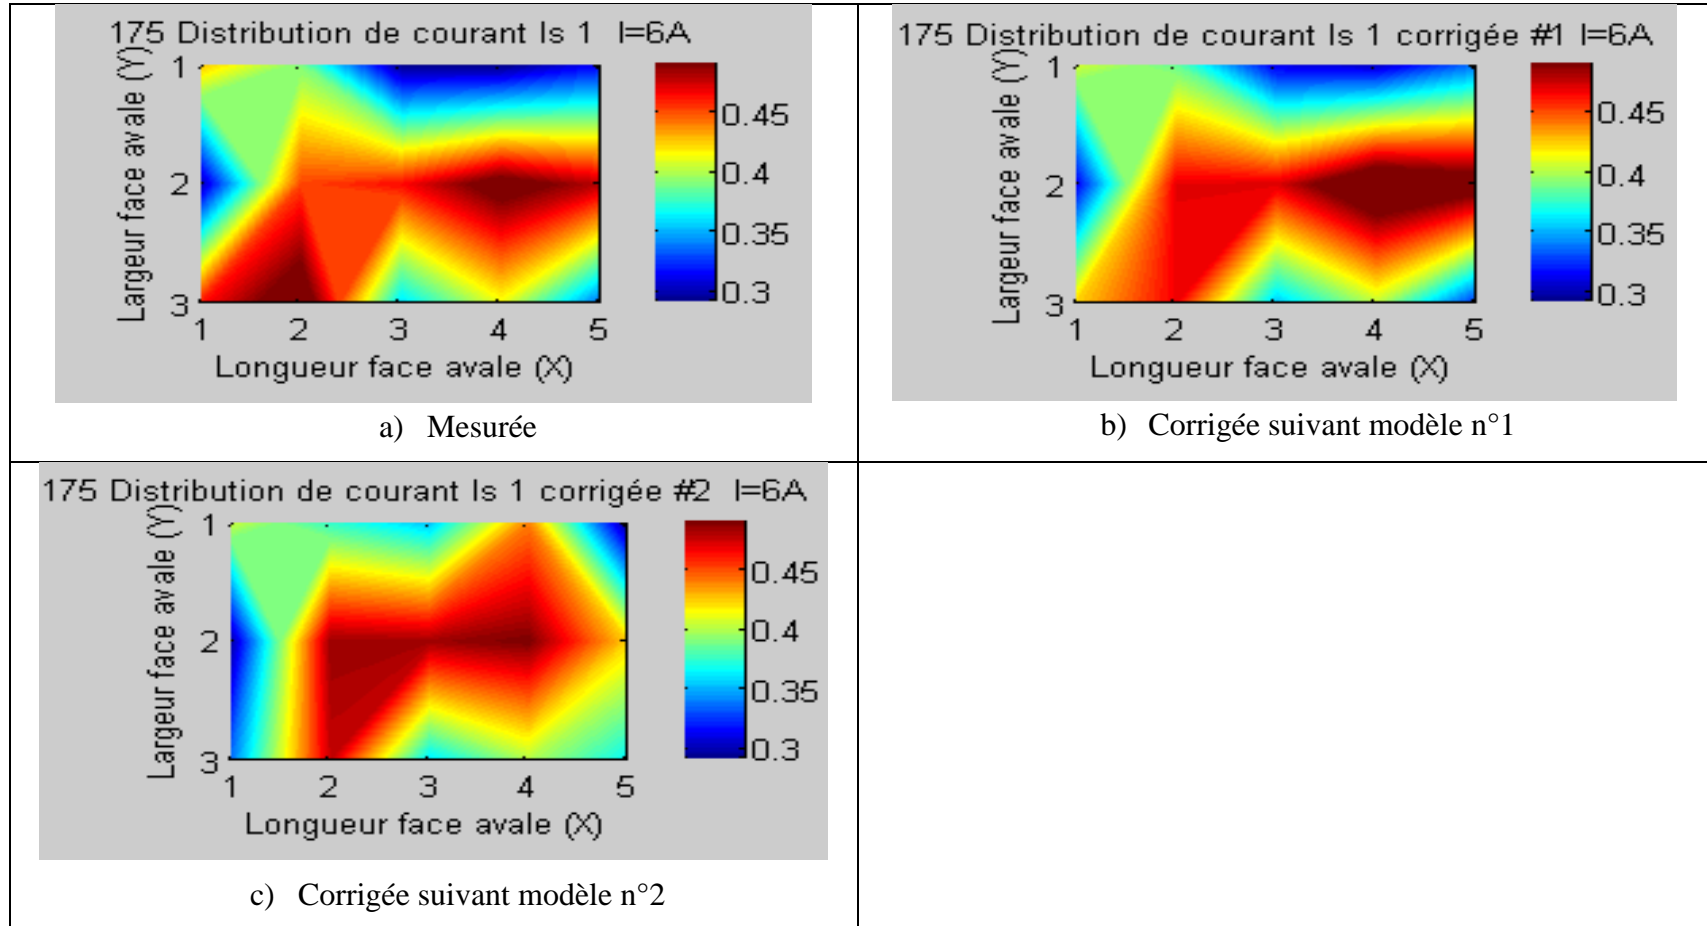 175 Distribution de courant Is 1 I=6A
Largeur face avale (Y)
1
2
3
1 2 3 4 5
Longueur face avale (X)
0.45
0.4
0.35
0.3
a) Mesurée
175 Distribution de courant Is 1 corrigée #1 I=6A
Largeur face avale (Y)
1
2
3
1 2 3 4 5
Longueur face avale (X)
0.45
0.4
0.35
0.3
b) Corrigée suivant modèle n°1
175 Distribution de courant Is 1 corrigée #2 I=6A
Largeur face avale (Y)
1
2
3
1 2 3 4 5
Longueur face avale (X)
0.45
0.4
0.35
0.3
c) Corrigée suivant modèle n°2